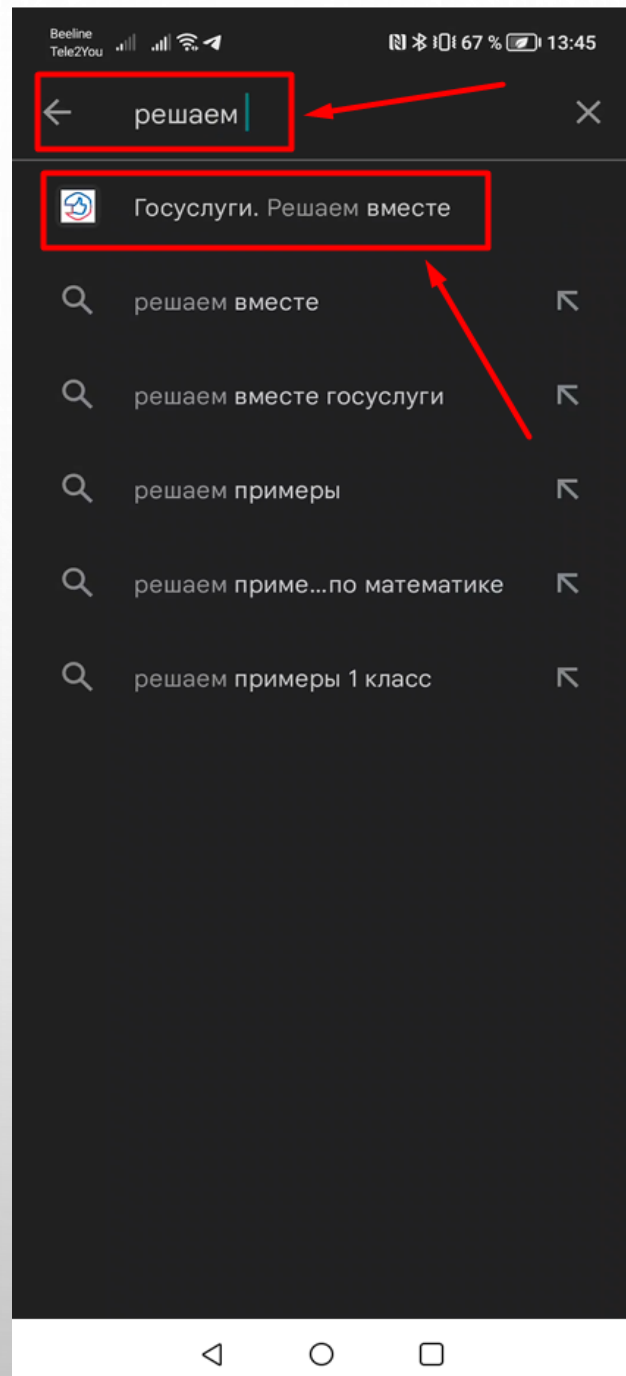 Beeline
Tele2You
67 % 13:45
решаем
Госуслуги. Решаем вместе
решаем вместе
решаем вместе госуслуги
решаем примеры
решаем приме...по математике
решаем примеры 1 класс